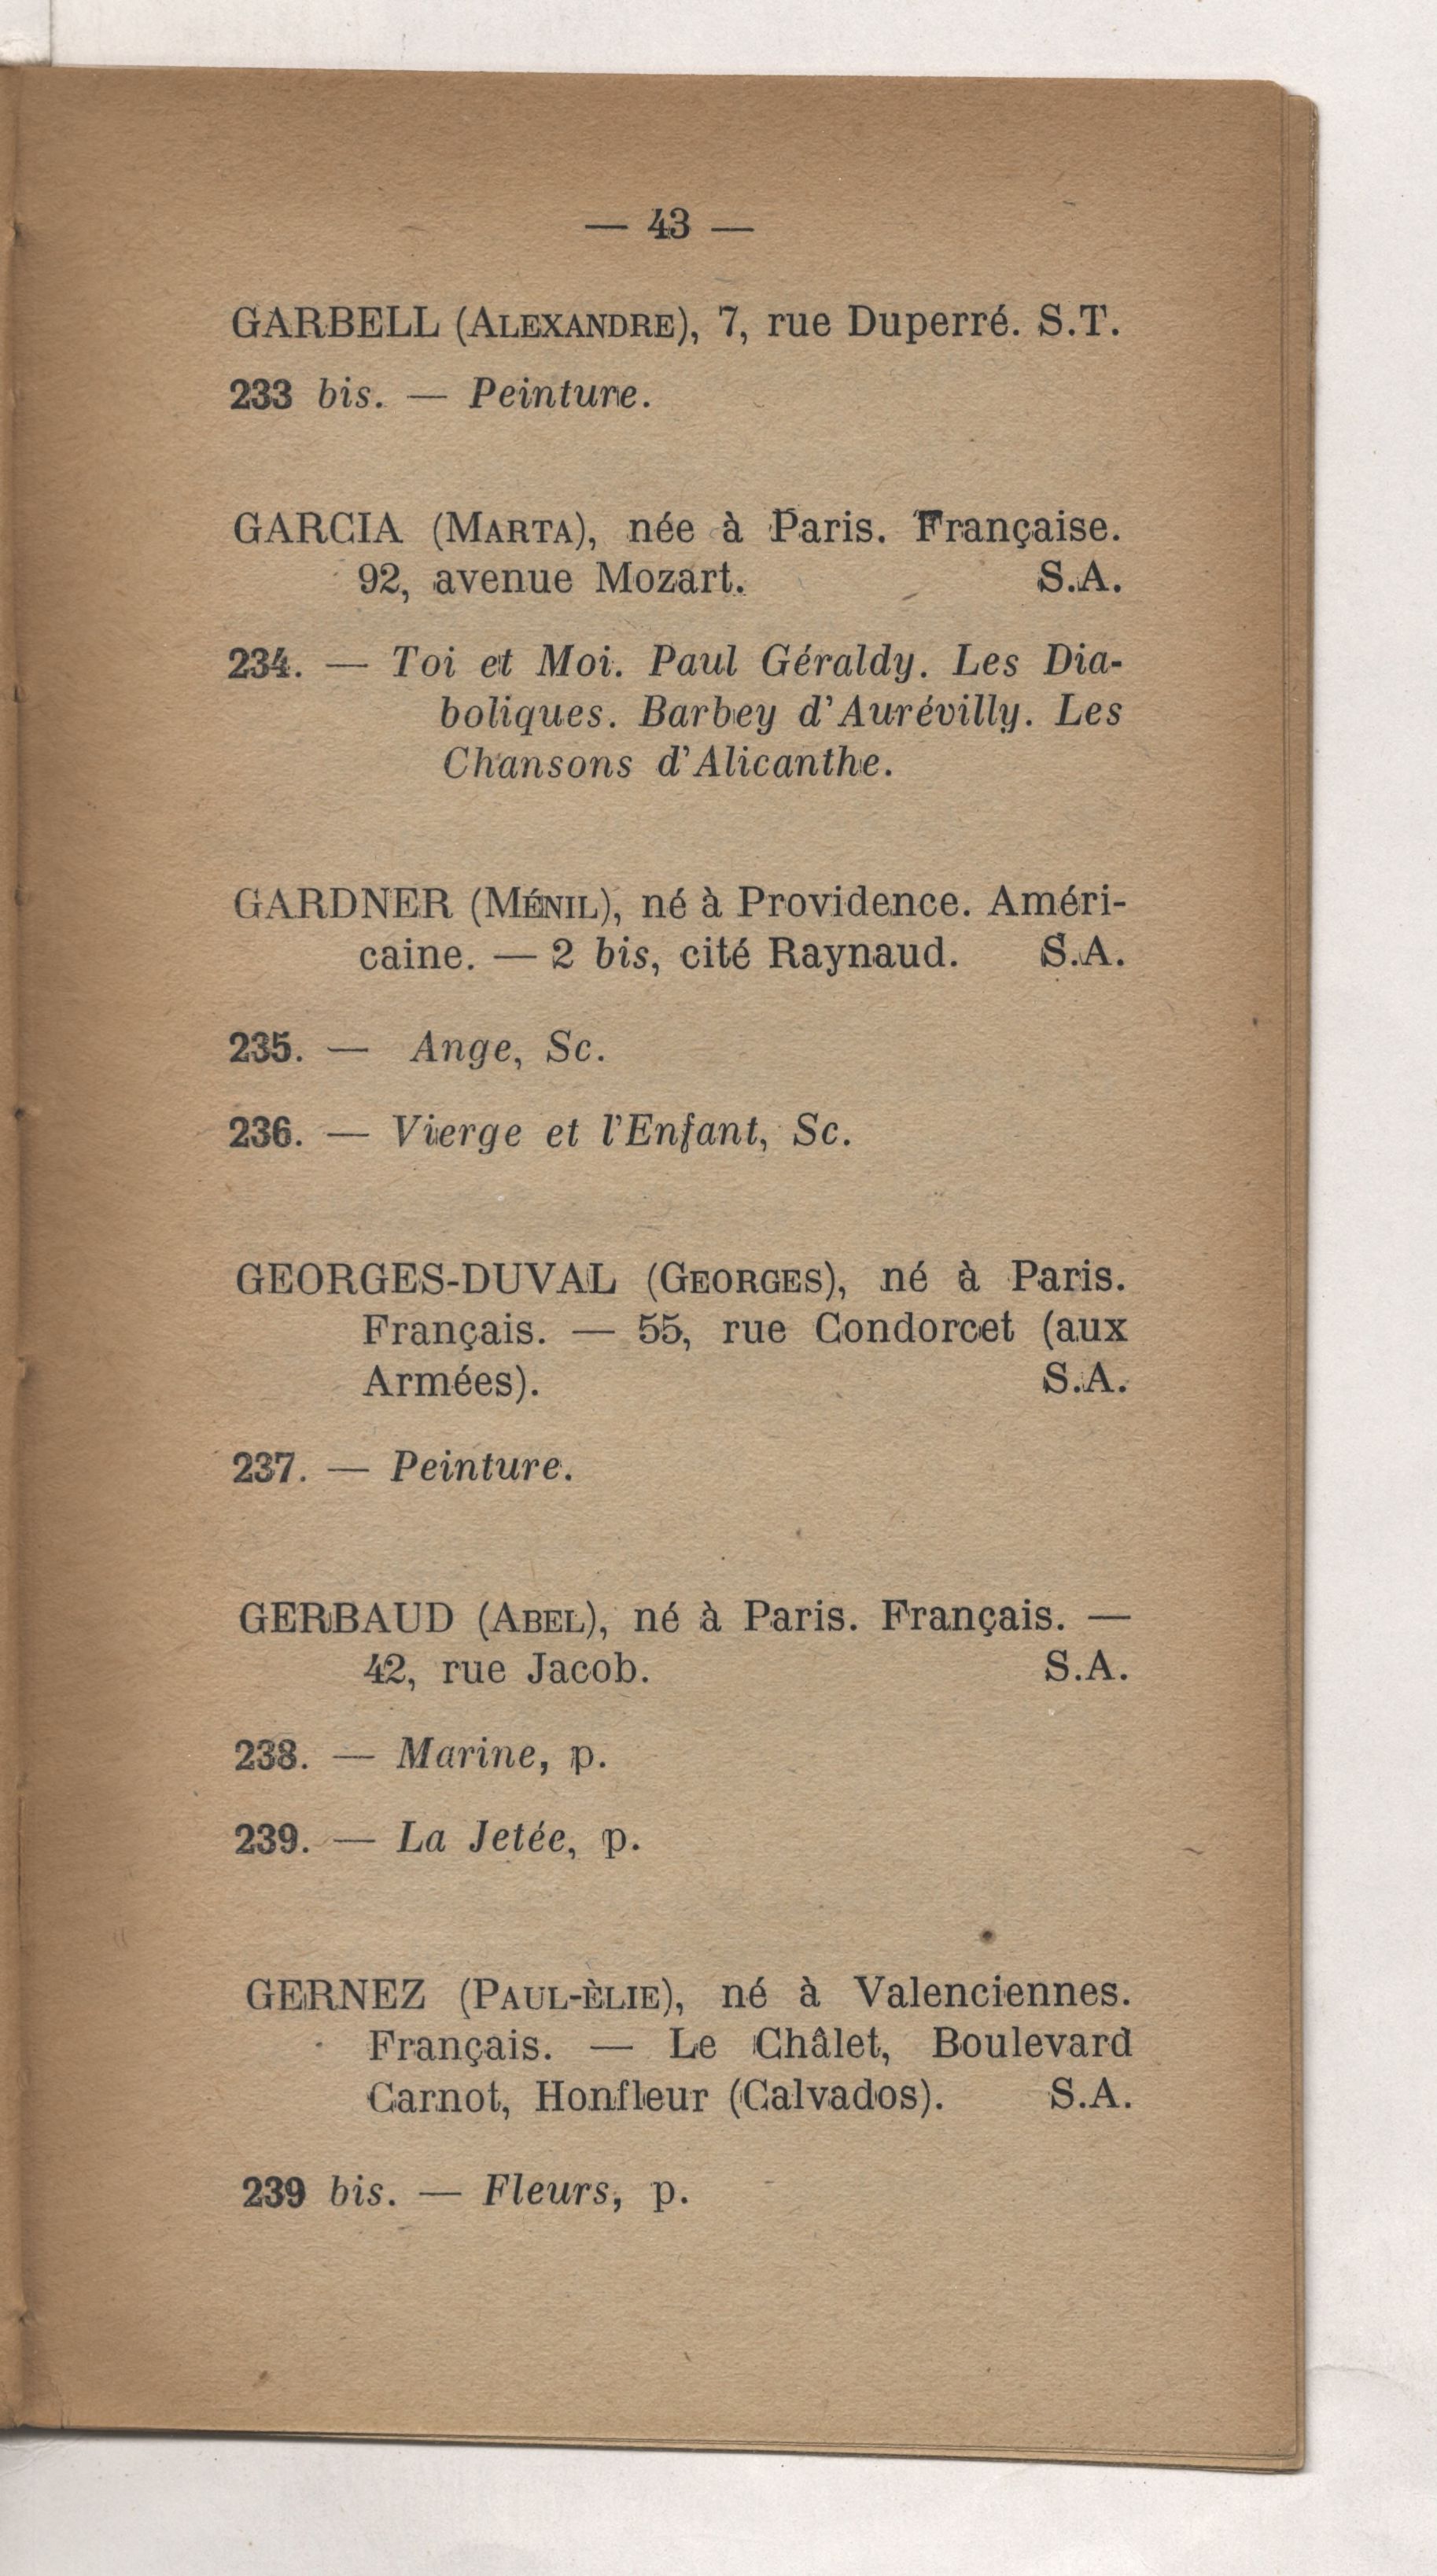 — 43 —
GARBELL (ALEXANDRE), 7, rue Duperré. S.T.
233 bis. — Peinture.
GARCIA (MARTA), née à Paris. Française.
92, avenue Mozart. S.A.
234. — Toi et Moi. Paul Géraldy. Les Dia-
boliques. Barbey d'Aurévilly. Les
Chansons d'Alicanthe.
GARDNER (MÉNIL), né à Providence. Améri-
caine. — 2 bis, cité Raynaud. S.A.
235. — Ange, Sc.
236. — Vierge et l'Enfant, Sc.
GEORGES-DUVAL (GEORGES), né à Paris.
Français. — 55, rue Condorcet (aux
Armées). S.A.
237. — Peinture.
GERBAUD (ABEL), né à Paris. Français. —
42, rue Jacob. S.A.
238. — Marine, p.
239. — La Jetée, p.
GERNEZ (PAUL-ÈLIE), né à Valenciennes.
Français. — Le Châlet, Boulevard
Carnot, Honfleur (Calvados). S.A.
239 bis. — Fleurs, p.